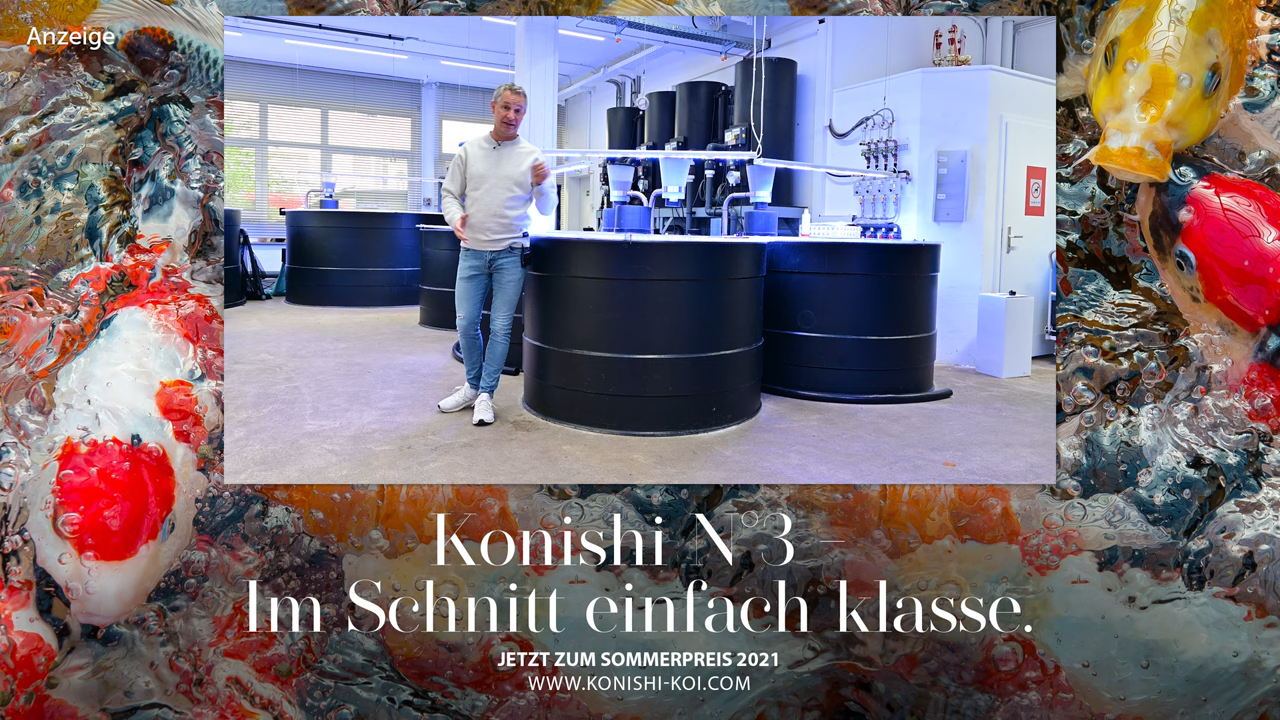 Anzeige
Konishi N°3 –
Im Schnitt einfach klasse.
JETZT ZUM SOMMERPREIS 2021
WWW.KONISHI-KOI.COM